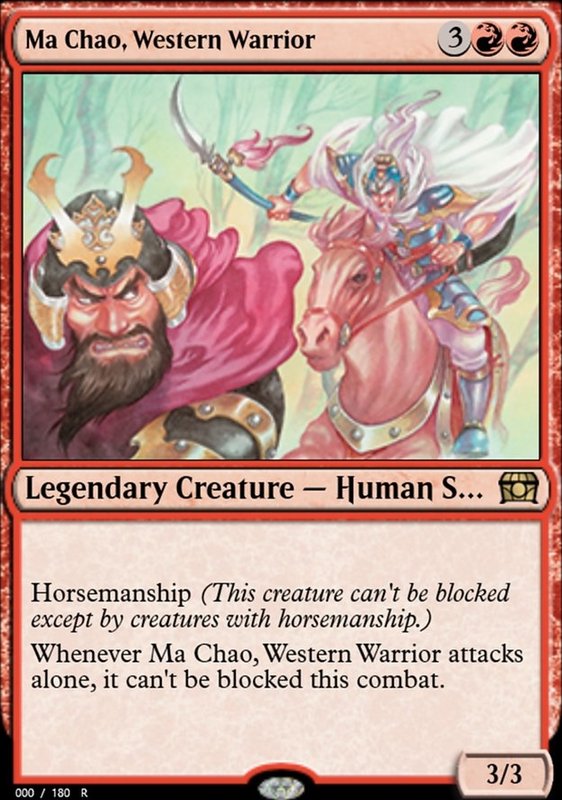 Ma Chao, Western Warrior 3
Legendary Creature — Human S...
Horsemanship (This creature can't be blocked
except by creatures with horsemanship.)
Whenever Ma Chao, Western Warrior attacks
alone, it can't be blocked this combat.
3/3
000 / 180 R